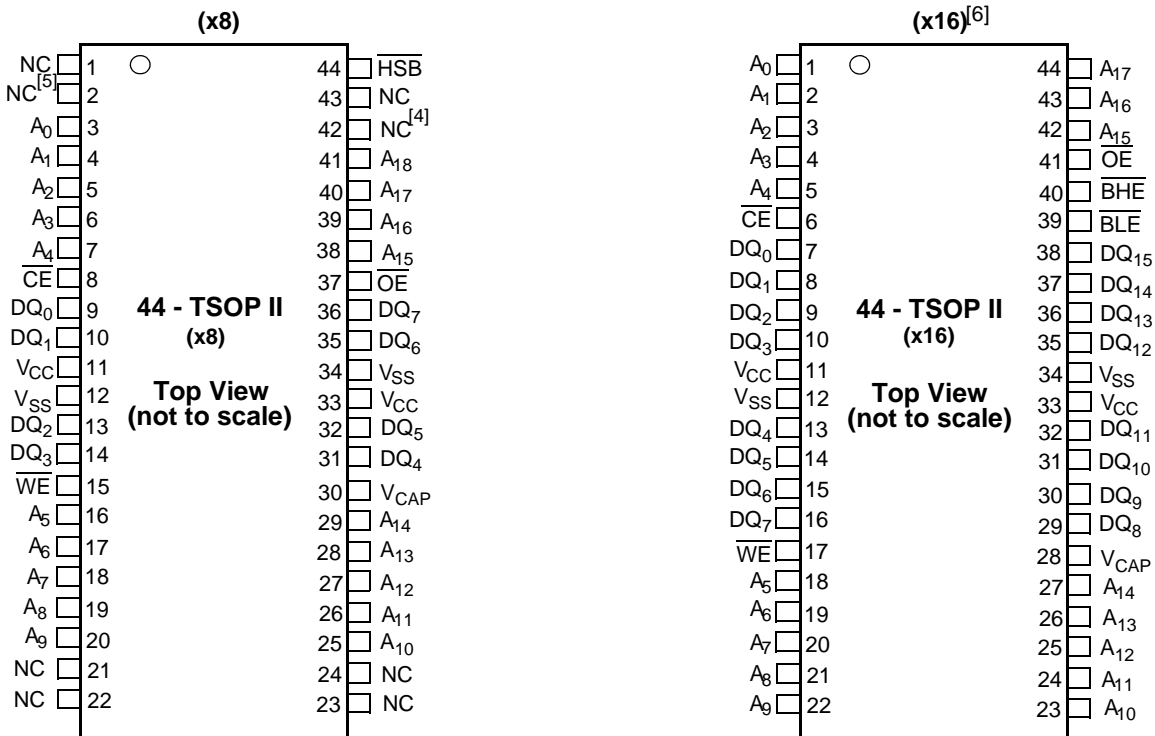 (x8)
NC 1 44 HSB
NC[5] 2 43 NC
A0 3 42 NC[4]
A1 4 41 A18
A2 5 40 A17
A3 6 39 A16
A4 7 38 A15
CE 8 37 OE
DQ0 9 36 DQ7
DQ1 10 35 DQ6
VCC 11 34 VSS
VSS 12 33 VCC
DQ2 13 32 DQ5
DQ3 14 31 DQ4
WE 15 30 VCAP
A5 16 29 A14
A6 17 28 A13
A7 18 27 A12
A8 19 26 A11
A9 20 25 A10
NC 21 24 NC
NC 22 23 NC
44 - TSOP II
(x8)
Top View
(not to scale)
(x16)[6]
A0 1 44 A17
A1 2 43 A16
A2 3 42 A15
A3 4 41 OE
A4 5 40 BHE
CE 6 39 BLE
DQ0 7 38 DQ15
DQ1 8 37 DQ14
DQ2 9 36 DQ13
DQ3 10 35 DQ12
VCC 11 34 VSS
VSS 12 33 VCC
DQ4 13 32 DQ11
DQ5 14 31 DQ10
DQ6 15 30 DQ9
DQ7 16 29 DQ8
WE 17 28 VCAP
A5 18 27 A14
A6 19 26 A13
A7 20 25 A12
A8 21 24 A11
A9 22 23 A10
44 - TSOP II
(x16)
Top View
(not to scale)